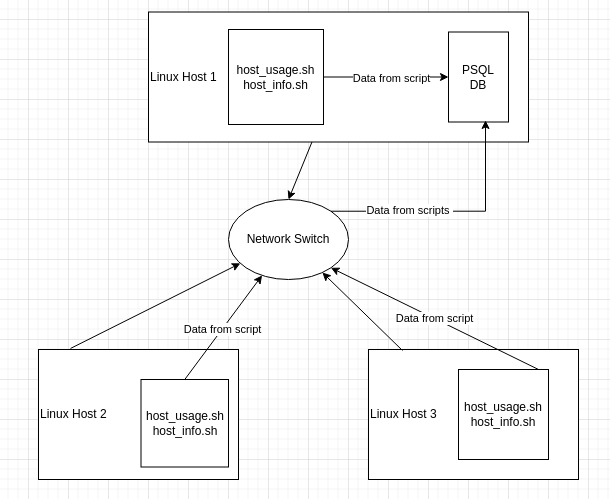 Linux Host 1
host_usage.sh
host_info.sh
Data from script
PSQL
DB
Network Switch
Data from scripts
Data from script
Data from script
Linux Host 2
host_usage.sh
host_info.sh
Linux Host 3
host_usage.sh
host_info.sh